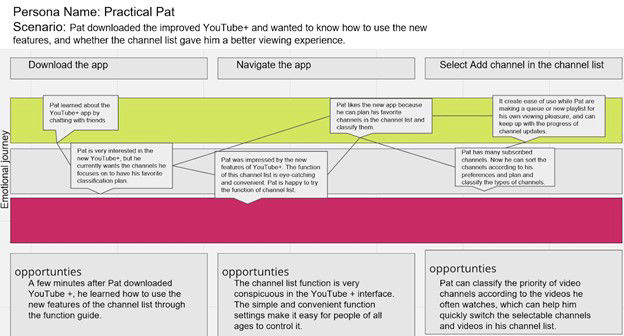 Persona Name: Practical Pat
Scenario: Pat downloaded the improved YouTube+ and wanted to know how to use the new
features, and whether the channel list gave him a better viewing experience.
Download the app
Navigate the app
Select Add channel in the channel list
Emotional journey
Pat learned about the
YouTube+ app by
chatting with friends
Pat is very interested in the
new YouTube+, but he
currently wants the channels he
focuses on to have his favorite
classification plan.
Pat was impressed by the new
features of YouTube+. The function
of this channel list is eye-catching
and convenient. Pat is happy to try
the function of channel list.
Pat likes the new app because
he can plan his favorite
channels in the channel list and
classify them.
It create ease of use while Pat are
making a queue or new playlist for
his own viewing pleasure, and can
keep up with the progress of
channel updates.
Pat has many subscribed
channels. Now he can sort the
channels according to his
preferences and plan and
classify the types of channels.
opportunties
A few minutes after Pat downloaded
YouTube +, he learned how to use the
new features of the channel list through
the function guide.
opportunties
The channel list function is very
conspicuous in the YouTube + interface.
The simple and convenient function
settings make it easy for people of all
ages to control it.
opportunties
Pat can classify the priority of video
channels according to the videos he
often watches, which can help him
quickly switch the selectable channels
and videos in his channel list.